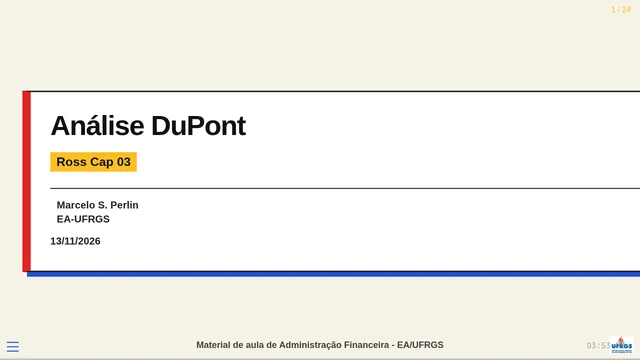 1 / 24
Análise DuPont
Ross Cap 03
Marcelo S. Perlin
EA-UFRGS
13/11/2026
Material de aula de Administração Financeira - EA/UFRGS
03:53
UFRGS